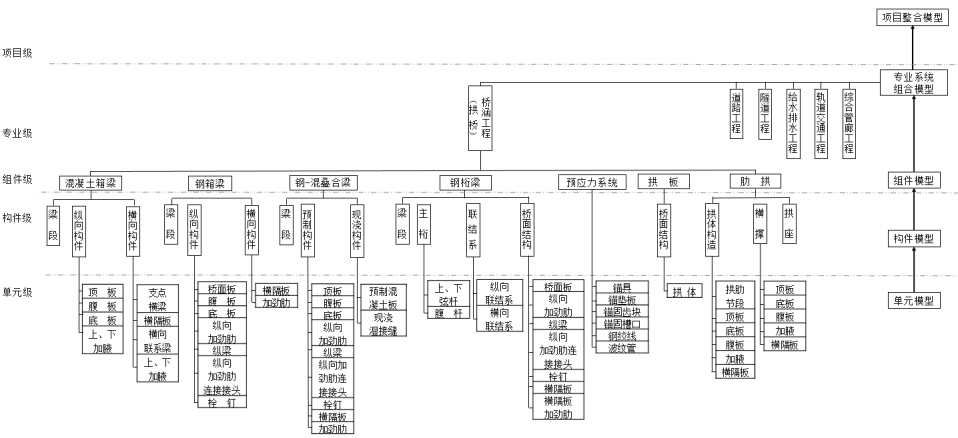 项目级
项目整合模型
专业级
桥涵工程
（拱桥）
道路工程
隧道工程
给水排水工程
轨道交通工程
综合管廊工程
专业系统
组合模型
组件级
混凝土箱梁
钢箱梁
钢-混叠合梁
钢桁梁
预应力系统
拱 板
肋 拱
组件模型
构件级
梁段
纵向构件
横向构件
梁段
纵向构件
横向构件
梁段
预制构件
现浇构件
梁段
主桁
联结系
桥面结构
桥面结构
拱体构造
横撑
拱座
构件模型
单元级
顶 板
腹 板
底 板
上、下
加腋
支点
横梁
横隔板
横向
联系梁
上、下
加腋
桥面板
腹 板
底 板
纵向
加劲肋
纵梁
纵向
加劲肋
连接接头
栓 钉
横隔板
加劲肋
顶板
腹板
底板
纵向
加劲肋
纵梁
纵向加
劲肋连
接接头
栓钉
横隔板
加劲肋
预制混
凝土板
现浇
湿接缝
上、下
弦杆
腹 杆
纵向
联结系
横向
联结系
桥面板
纵向
加劲肋
纵梁
纵向
加劲肋连
接接头
栓钉
横隔板
横隔板
加劲肋
锚具
锚垫板
锚固齿块
锚固槽口
钢绞线
波纹管
拱 体
拱肋
节段
顶板
底板
腹板
加腋
横隔板
顶板
底板
腹板
加腋
横隔板
单元模型